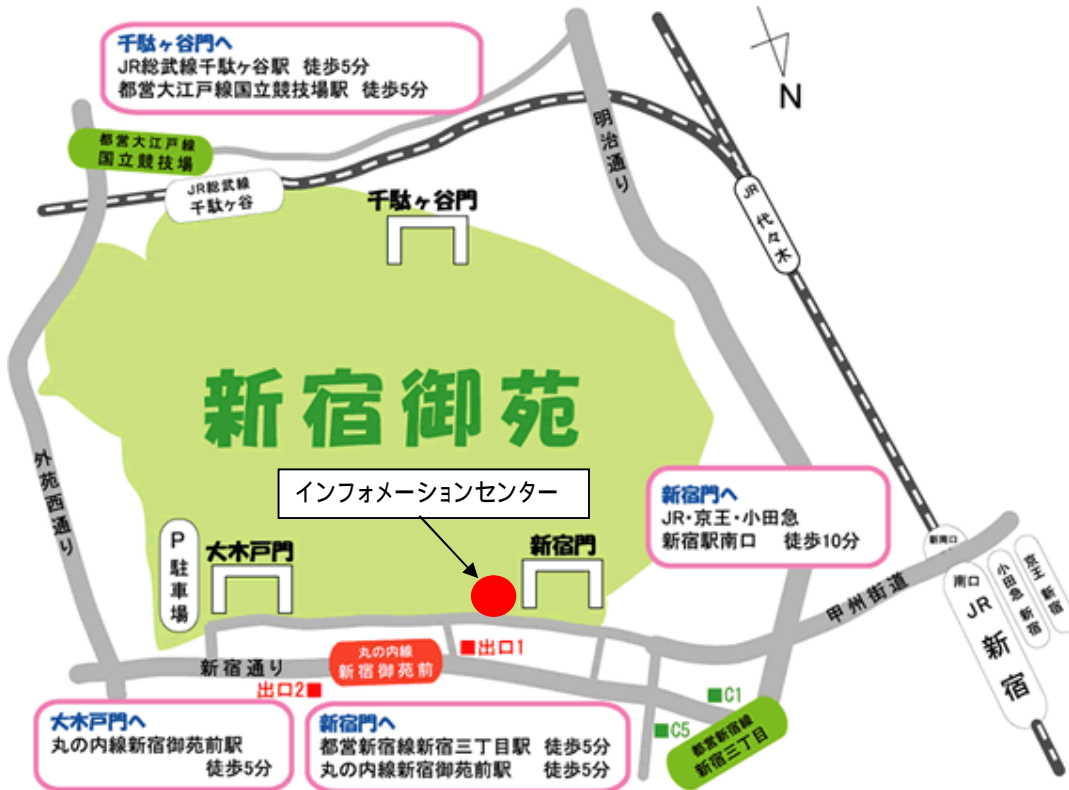 千駄ヶ谷門へ
JR総武線千駄ヶ谷駅 徒歩5分
都営大江戸線国立競技場駅 徒歩5分
N
都営大江戸線
国立競技場
JR総武線
千駄ヶ谷
千駄ヶ谷門
明治通り
JR 代々木
新宿御苑
外苑西通り
インフォメーションセンター
新宿門へ
JR・京王・小田急
新宿駅南口 徒歩10分
P 駐車場
大木戸門
新宿門
新南口
南口
JR 新宿
小田急 新宿
京王 新宿
甲州街道
新宿通り
丸の内線
新宿御苑前
■出口1
出口2■
■C1
■C5
都営新宿線
新宿三丁目
大木戸門へ
丸の内線新宿御苑前駅
徒歩5分
新宿門へ
都営新宿線新宿三丁目駅 徒歩5分
丸の内線新宿御苑前駅 徒歩5分